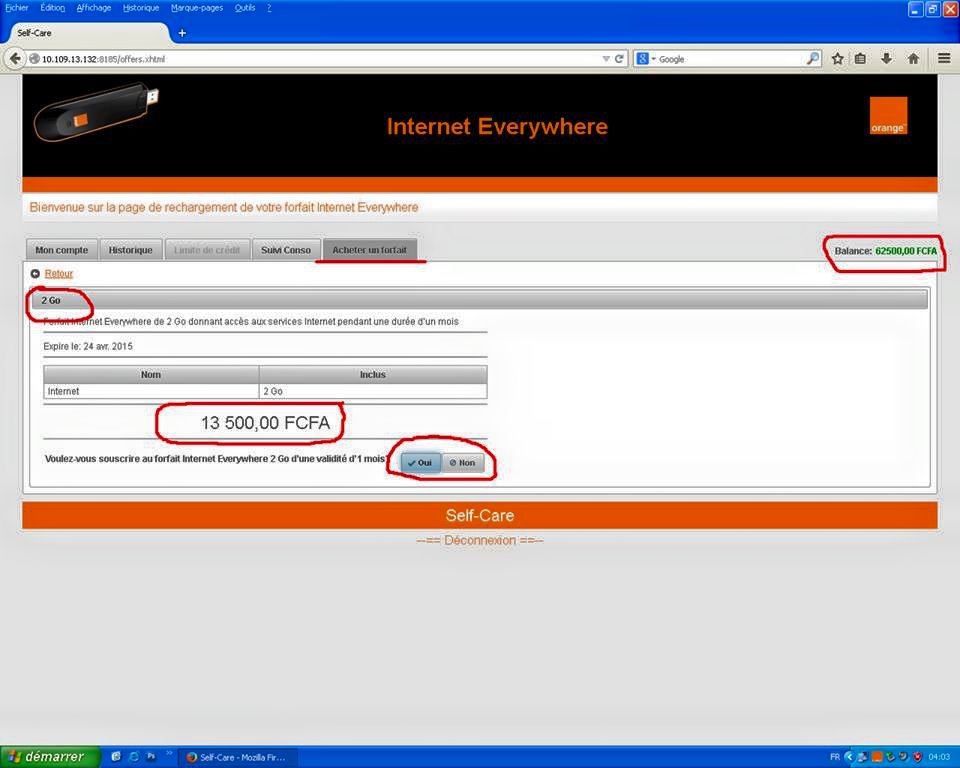 Fichier Édition Affichage Historique Marque-pages Outils ?
Self-Care
10.109.13.132:8185/offers.xhtml
Google
Internet Everywhere
orange
Bienvenue sur la page de rechargement de votre forfait Internet Everywhere
Mon compte Historique Limite de crédit Suivi Conso Acheter un forfait Balance: 62500,00 FCFA
Retour
2 Go
Forfait Internet Everywhere de 2 Go donnant accès aux services Internet pendant une durée d'un mois
Expire le: 24 avr. 2015
Nom Inclus
Internet 2 Go
13 500,00 FCFA
Voulez-vous souscrire au forfait Internet Everywhere 2 Go d'une validité d'1 mois? Oui Non
Self-Care
--== Déconnexion ==--
démarrer Self-Care - Mozilla Fir... FR 04:03